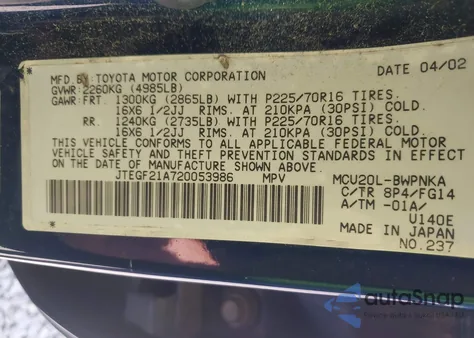 MFD. BY: TOYOTA MOTOR CORPORATION DATE 04/02
GVWR: 2260KG (4985LB)
GAWR: FRT. 1300KG (2865LB) WITH P225/70R16 TIRES.
16X6 1/2JJ RIMS. AT 210KPA (30PSI) COLD.
RR. 1240KG (2735LB) WITH P225/70R16 TIRES.
16X6 1/2JJ RIMS. AT 210KPA (30PSI) COLD.
THIS VEHICLE CONFORMS TO ALL APPLICABLE FEDERAL MOTOR
VEHICLE SAFETY AND THEFT PREVENTION STANDARDS IN EFFECT
ON THE DATE OF MANUFACTURE SHOWN ABOVE.
JTEGF21A720053986 MPV MCU20L-BWPNKA
C/TR 8P4/FG14
A/TM -01A/
U140E
MADE IN JAPAN
NO.237
autoSnap